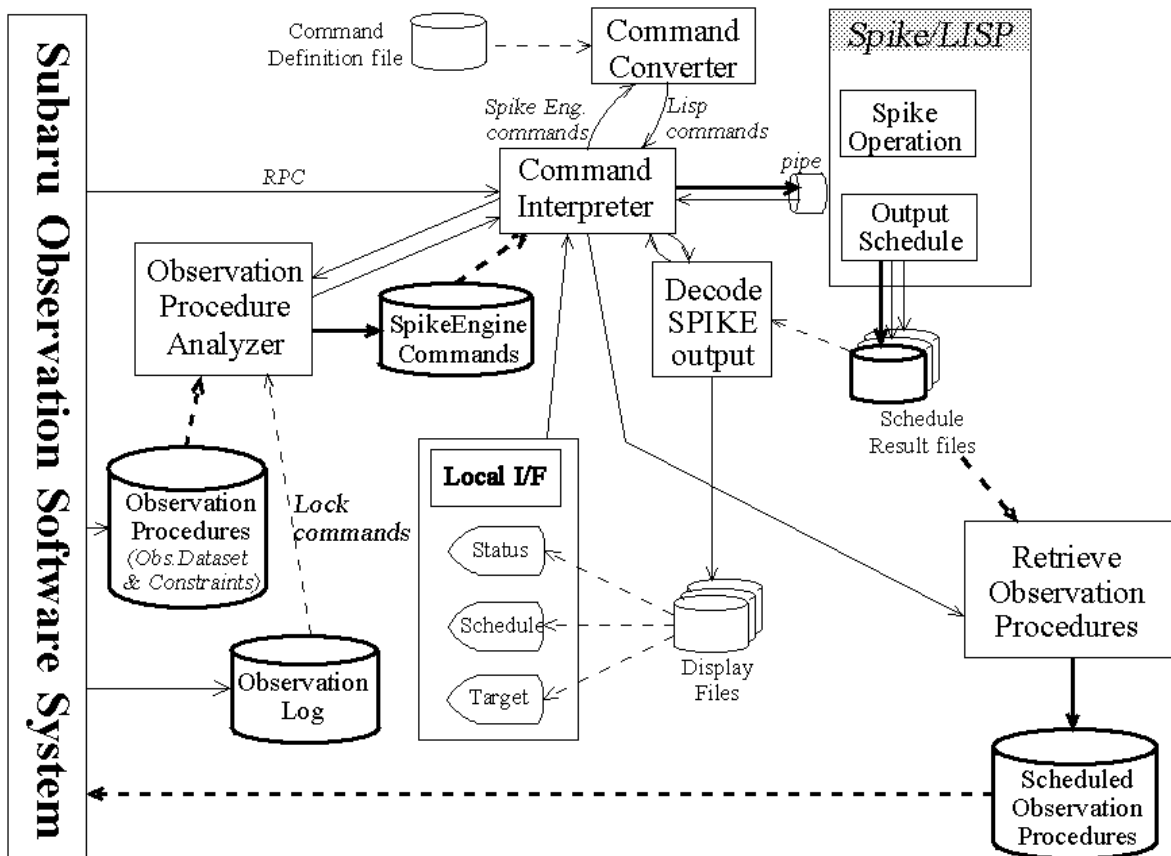 Subaru Observation Software System
Command
Definition file
Command
Converter
Spike/LISP
Spike
Operation
Output
Schedule
Spike Eng.
commands
Lisp
commands
RPC
Command
Interpreter
pipe
Observation
Procedure
Analyzer
SpikeEngine
Commands
Decode
SPIKE
output
Schedule
Result files
Observation
Procedures
(Obs.Dataset
& Constraints)
Lock
commands
Local I/F
Status
Schedule
Target
Display
Files
Retrieve
Observation
Procedures
Observation
Log
Scheduled
Observation
Procedures